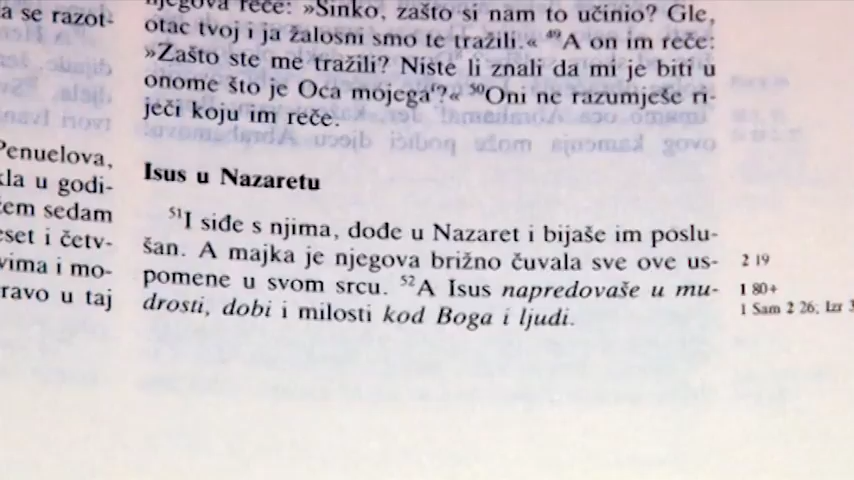 a se razot-
Penuelova,
kla u godi-
sedam
eset i četv-
vima i mo-
ravo u taj
njegova reče: »Sinko, zašto si nam to učinio? Gle,
otac tvoj i ja žalosni smo te tražili.« ⁴⁹A on im reče:
»Zašto ste me tražili? Niste li znali da mi je biti u
onome što je Oca mojegaᶠ?« ⁵⁰Oni ne razumješe ri-
ječi koju im reče.
Isus u Nazaretu
⁵¹I siđe s njima, dođe u Nazaret i bijaše im poslu-
šan. A majka je njegova brižno čuvala sve ove us-
pomene u svom srcu. ⁵²A Isus napredovaše u mu-
drosti, dobi i milosti kod Boga i ljudi.
2 19
1 80+
1 Sam 2 26; Izr 3